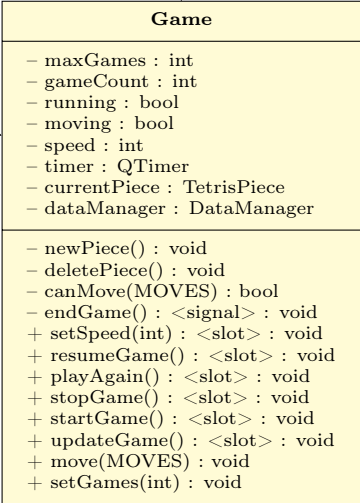 Game
– maxGames : int
– gameCount : int
– running : bool
– moving : bool
– speed : int
– timer : QTimer
– currentPiece : TetrisPiece
– dataManager : DataManager
– newPiece() : void
– deletePiece() : void
– canMove(MOVES) : bool
– endGame() : <signal> : void
+ setSpeed(int) : <slot> : void
+ resumeGame() : <slot> : void
+ playAgain() : <slot> : void
+ stopGame() : <slot> : void
+ startGame() : <slot> : void
+ updateGame() : <slot> : void
+ move(MOVES) : void
+ setGames(int) : void